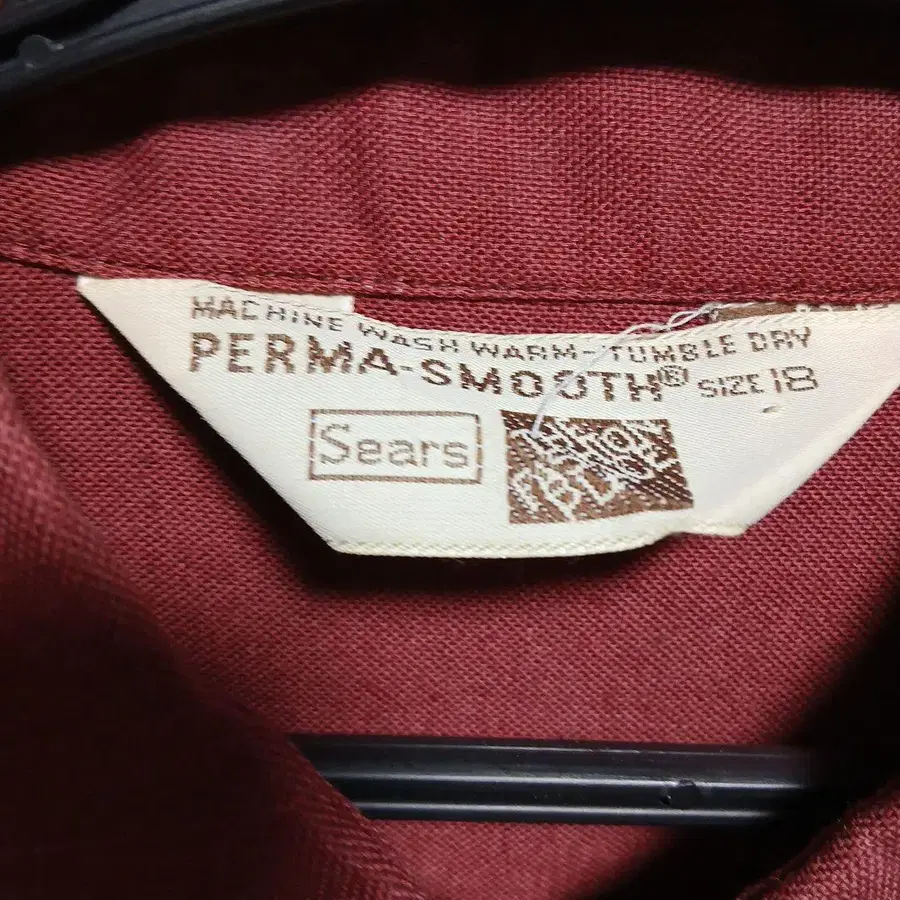 MACHINE WASH WARM-TUMBLE DRY
PERMA-SMOOTH® SIZE 18
Sears